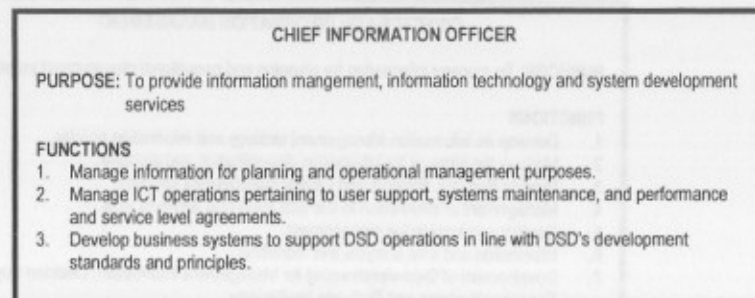 CHIEF INFORMATION OFFICER
PURPOSE: To provide information mangement, information technology and system development
services
FUNCTIONS
1. Manage information for planning and operational management purposes.
2. Manage ICT operations pertaining to user support, systems maintenance, and performance
and service level agreements.
3. Develop business systems to support DSD operations in line with DSD's development
standards and principles.